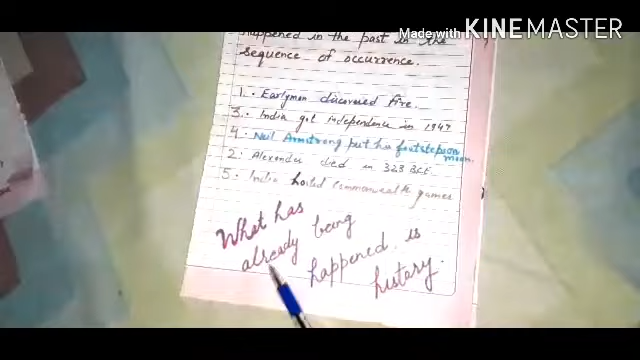 Made with KINEMASTER
happened in the past in the
sequence of occurrence.
1. Earlyman discovered fire.
3. India got independence in 1947
4. Neil Armstrong put his footstep on moon.
2. Alexander died in 323 BCE
5. India hosted commonwealth games
What has
already being
happened is
history.